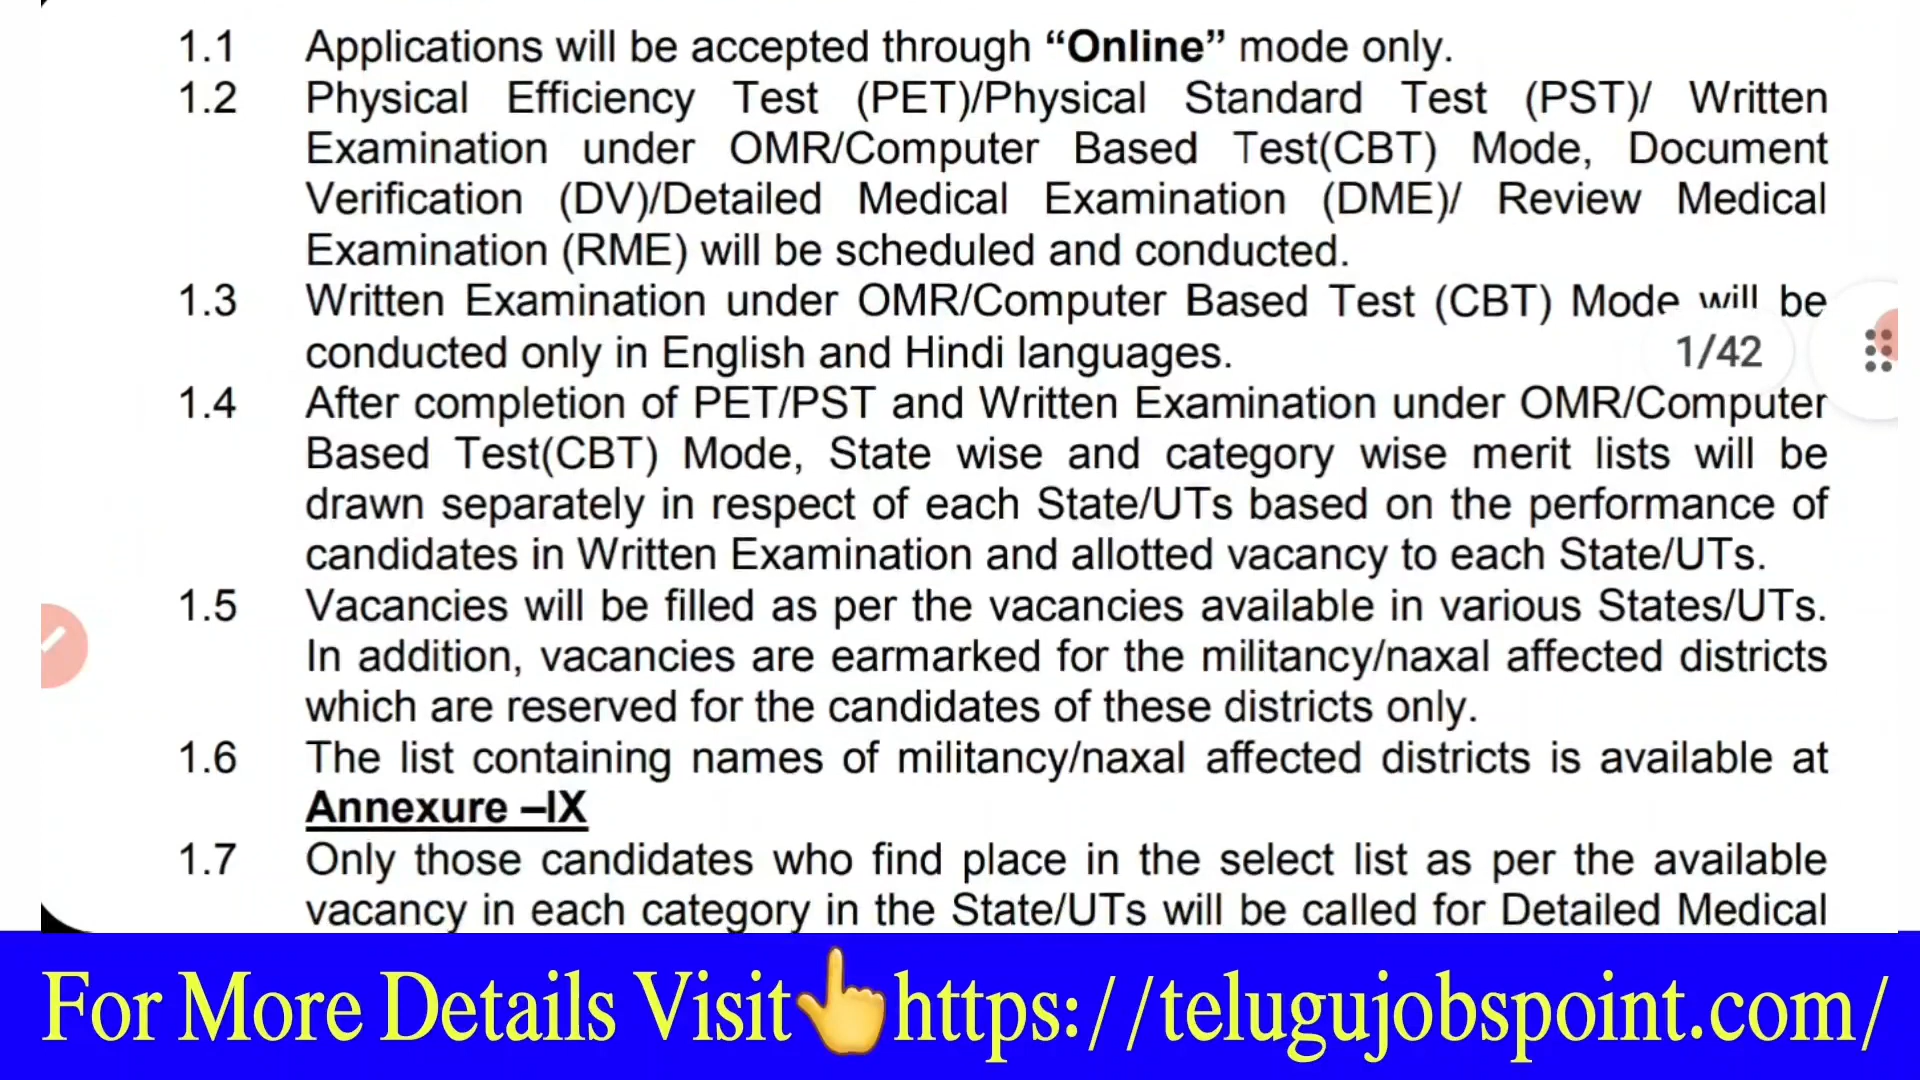 1.1 Applications will be accepted through “Online” mode only.
1.2 Physical Efficiency Test (PET)/Physical Standard Test (PST)/ Written
Examination under OMR/Computer Based Test(CBT) Mode, Document
Verification (DV)/Detailed Medical Examination (DME)/ Review Medical
Examination (RME) will be scheduled and conducted.
1.3 Written Examination under OMR/Computer Based Test (CBT) Mode will be
conducted only in English and Hindi languages.
1/42
1.4 After completion of PET/PST and Written Examination under OMR/Computer
Based Test(CBT) Mode, State wise and category wise merit lists will be
drawn separately in respect of each State/UTs based on the performance of
candidates in Written Examination and allotted vacancy to each State/UTs.
1.5 Vacancies will be filled as per the vacancies available in various States/UTs.
In addition, vacancies are earmarked for the militancy/naxal affected districts
which are reserved for the candidates of these districts only.
1.6 The list containing names of militancy/naxal affected districts is available at
Annexure –IX
1.7 Only those candidates who find place in the select list as per the available
vacancy in each category in the State/UTs will be called for Detailed Medical
For More Details Visit👆https://telugujobspoint.com/